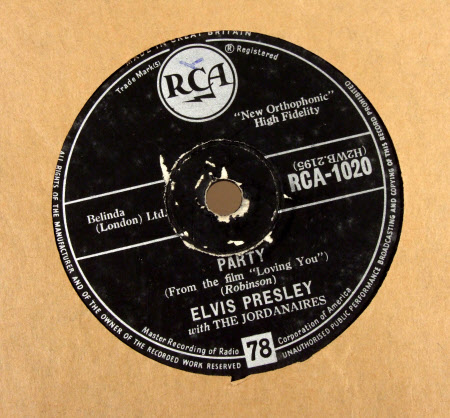 MADE IN GREAT BRITAIN
Trade Mark(s)
RCA
® Registered
"New Orthophonic"
High Fidelity
(H2WB.2195)
RCA-1020
Belinda
(London) Ltd.
PARTY
(From the film "Loving You")
(Robinson)
ELVIS PRESLEY
with THE JORDANAIRES
Master Recording of Radio Corporation of America
78
ALL RIGHTS OF THE MANUFACTURER AND OF THE OWNER OF THE RECORDED WORK RESERVED
UNAUTHORISED PUBLIC PERFORMANCE BROADCASTING AND COPYING OF THIS RECORD PROHIBITED